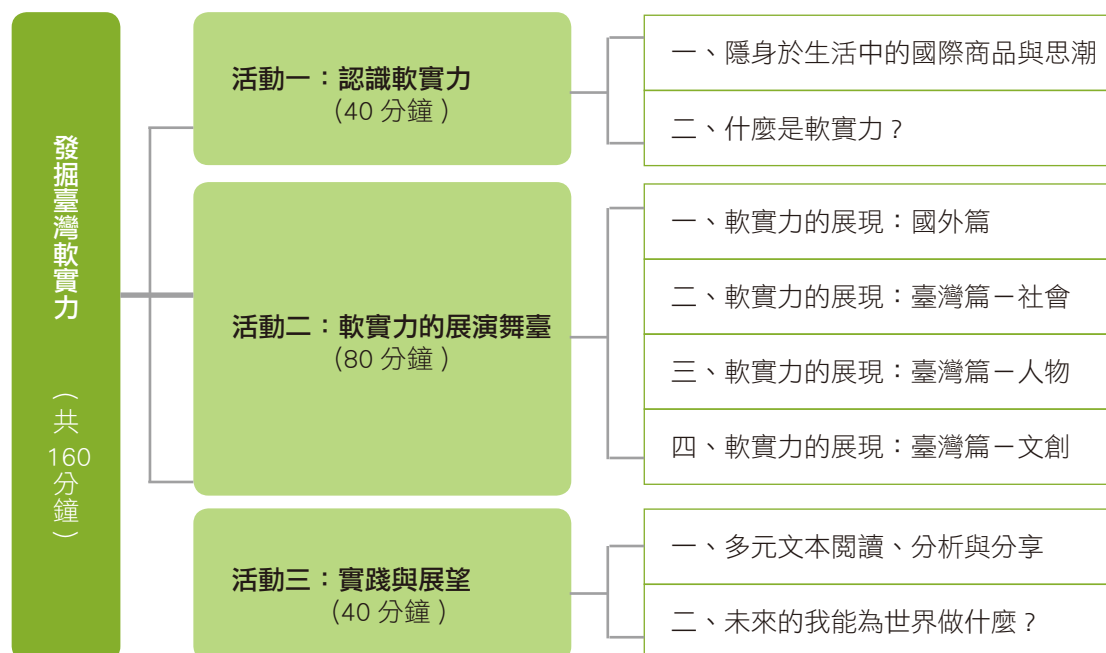 發掘臺灣軟實力
（共160分鐘）
活動一：認識軟實力
（40 分鐘）
一、隱身於生活中的國際商品與思潮
二、什麼是軟實力？
活動二：軟實力的展演舞臺
（80 分鐘）
一、軟實力的展現：國外篇
二、軟實力的展現：臺灣篇－社會
三、軟實力的展現：臺灣篇－人物
四、軟實力的展現：臺灣篇－文創
活動三：實踐與展望
（40 分鐘）
一、多元文本閱讀、分析與分享
二、未來的我能為世界做什麼？